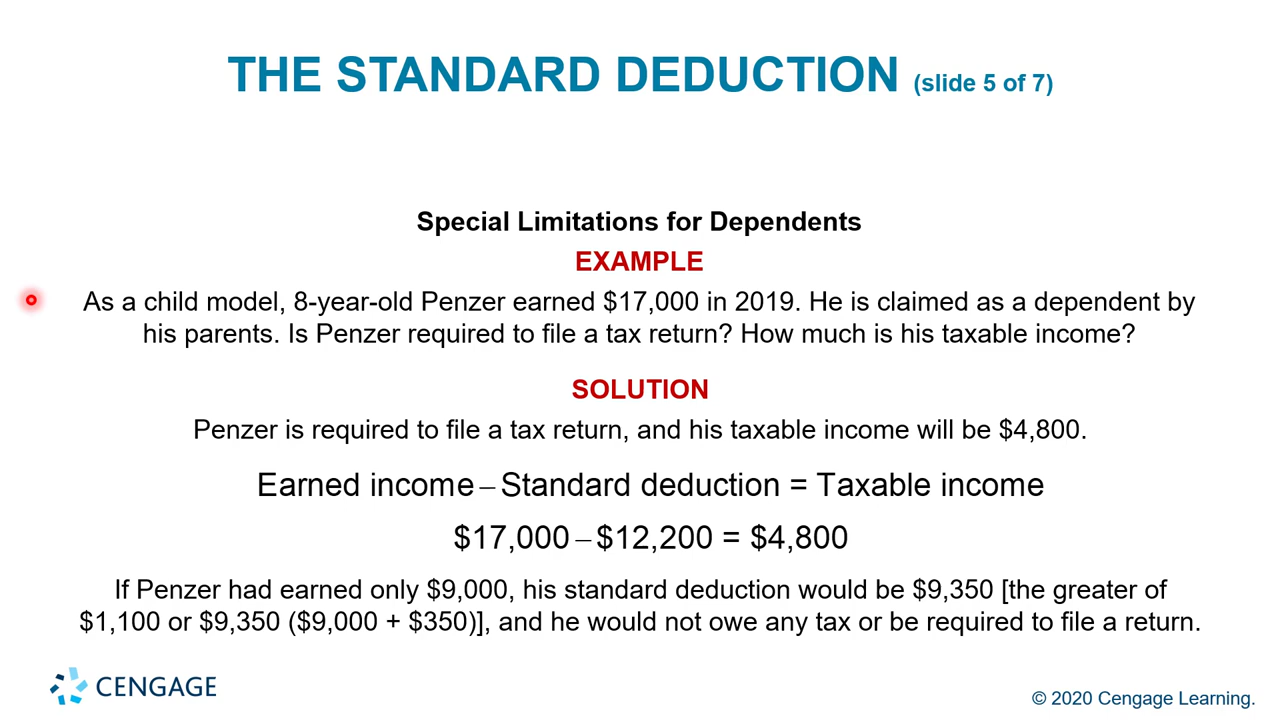 THE STANDARD DEDUCTION (slide 5 of 7)
Special Limitations for Dependents
EXAMPLE
As a child model, 8-year-old Penzer earned $17,000 in 2019. He is claimed as a dependent by
his parents. Is Penzer required to file a tax return? How much is his taxable income?
SOLUTION
Penzer is required to file a tax return, and his taxable income will be $4,800.
Earned income – Standard deduction = Taxable income
$17,000 – $12,200 = $4,800
If Penzer had earned only $9,000, his standard deduction would be $9,350 [the greater of
$1,100 or $9,350 ($9,000 + $350)], and he would not owe any tax or be required to file a return.
CENGAGE
© 2020 Cengage Learning.